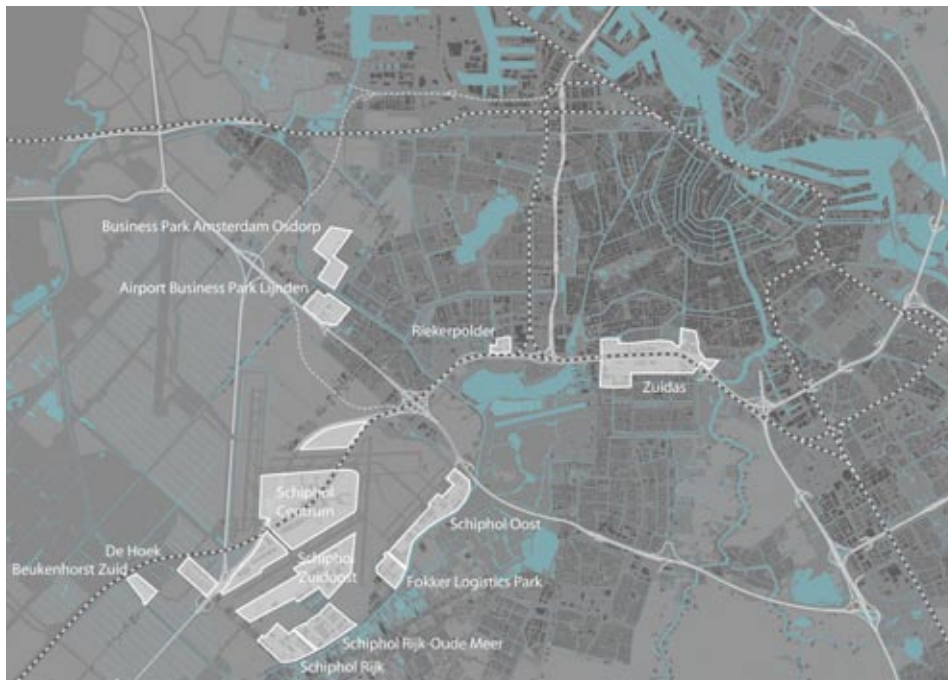 Business Park Amsterdam Osdorp
Airport Business Park Lijnden
Riekerpolder
Zuidas
Schiphol
Centrum
Schiphol Oost
De Hoek
Beukenhorst Zuid
Schiphol
Zuidoost
Fokker Logistics Park
Schiphol Rijk-Oude Meer
Schiphol Rijk